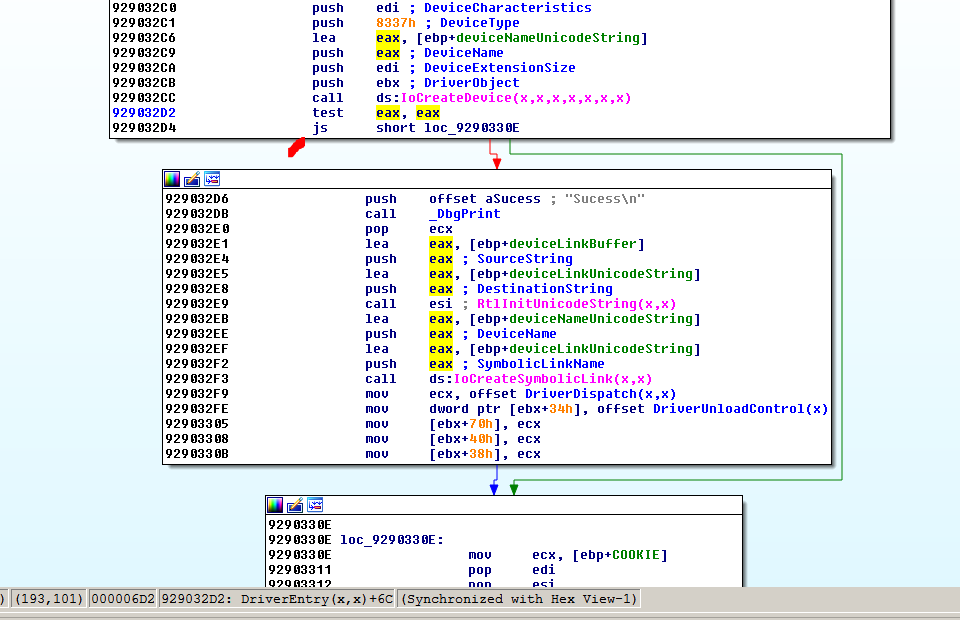 929032C0 push edi ; DeviceCharacteristics
929032C1 push 8337h ; DeviceType
929032C6 lea eax, [ebp+deviceNameUnicodeString]
929032C9 push eax ; DeviceName
929032CA push edi ; DeviceExtensionSize
929032CB push ebx ; DriverObject
929032CC call ds:IoCreateDevice(x,x,x,x,x,x,x)
929032D2 test eax, eax
929032D4 js short loc_9290330E
929032D6 push offset aSucess ; "Sucess\n"
929032DB call _DbgPrint
929032E0 pop ecx
929032E1 lea eax, [ebp+deviceLinkBuffer]
929032E4 push eax ; SourceString
929032E5 lea eax, [ebp+deviceLinkUnicodeString]
929032E8 push eax ; DestinationString
929032E9 call esi ; RtlInitUnicodeString(x,x)
929032EB lea eax, [ebp+deviceNameUnicodeString]
929032EE push eax ; DeviceName
929032EF lea eax, [ebp+deviceLinkUnicodeString]
929032F2 push eax ; SymbolicLinkName
929032F3 call ds:IoCreateSymbolicLink(x,x)
929032F9 mov ecx, offset DriverDispatch(x,x)
929032FE mov dword ptr [ebx+34h], offset DriverUnloadControl(x)
92903305 mov [ebx+70h], ecx
92903308 mov [ebx+40h], ecx
9290330B mov [ebx+38h], ecx
9290330E
9290330E loc_9290330E:
9290330E mov ecx, [ebp+COOKIE]
92903311 pop edi
92903312 pop esi
) (193,101) 000006D2 929032D2: DriverEntry(x,x)+6C (Synchronized with Hex View-1)